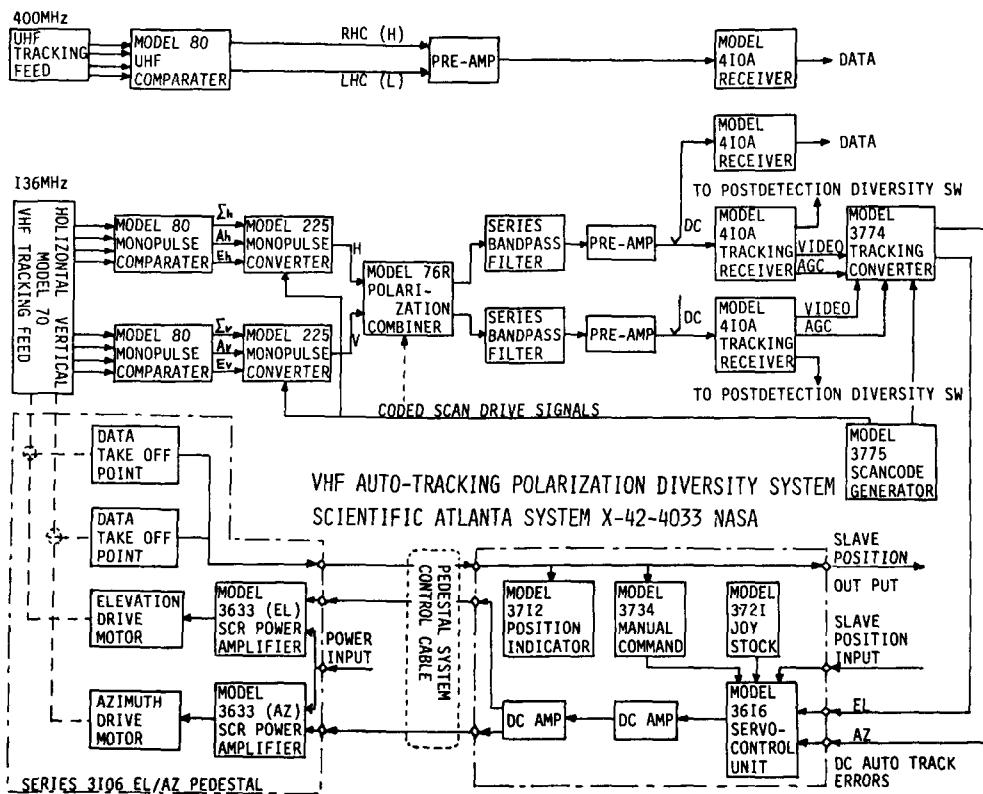 400MHz
UHF
TRACKING
FEED
MODEL 80
UHF
COMPARATER
RHC (H)
LHC (L)
PRE-AMP
MODEL
410A
RECEIVER
DATA
MODEL
410A
RECEIVER
DATA
136MHz
HOLIZONTAL VERTICAL
MODEL 70
VHF TRACKING FEED
MODEL 80
MONOPULSE
COMPARATER
Σh
Ah
Eh
MODEL 225
MONOPULSE
CONVERTER
H
MODEL 76R
POLARI-
ZATION
COMBINER
SERIES
BANDPASS
FILTER
PRE-AMP
DC
TO POSTDETECTION DIVERSITY SW
MODEL
410A
TRACKING
RECEIVER
VIDEO
AGC
MODEL
3774
TRACKING
CONVERTER
MODEL 80
MONOPULSE
COMPARATER
Σv
Av
Ev
MODEL 225
MONOPULSE
CONVERTER
V
SERIES
BANDPASS
FILTER
PRE-AMP
DC
MODEL
410A
TRACKING
RECEIVER
VIDEO
AGC
TO POSTDETECTION DIVERSITY SW
CODED SCAN DRIVE SIGNALS
MODEL
3775
SCANCODE
GENERATOR
DATA
TAKE OFF
POINT
VHF AUTO-TRACKING POLARIZATION DIVERSITY SYSTEM
SCIENTIFIC ATLANTA SYSTEM X-42-4033 NASA
DATA
TAKE OFF
POINT
ELEVATION
DRIVE
MOTOR
MODEL
3633 (EL)
SCR POWER
AMPLIFIER
POWER
INPUT
PEDESTAL SYSTEM
CONTROL CABLE
MODEL
3712
POSITION
INDICATOR
MODEL
3734
MANUAL
COMMAND
MODEL
3721
JOY
STOCK
SLAVE
POSITION
OUT PUT
SLAVE
POSITION
INPUT
AZIMUTH
DRIVE
MOTOR
MODEL
3633 (AZ)
SCR POWER
AMPLIFIER
DC AMP
DC AMP
MODEL
3616
SERVO-
CONTROL
UNIT
EL
AZ
DC AUTO TRACK
ERRORS
SERIES 3106 EL/AZ PEDESTAL